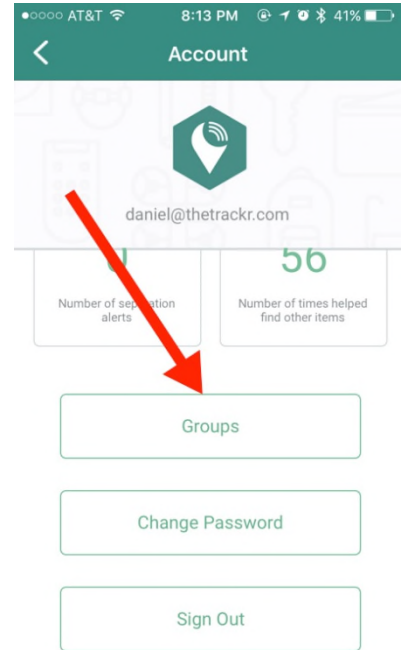 AT&T 8:13 PM 41%
Account
daniel@thetrackr.com
56
Number of separation
alerts
Number of times helped
find other items
Groups
Change Password
Sign Out